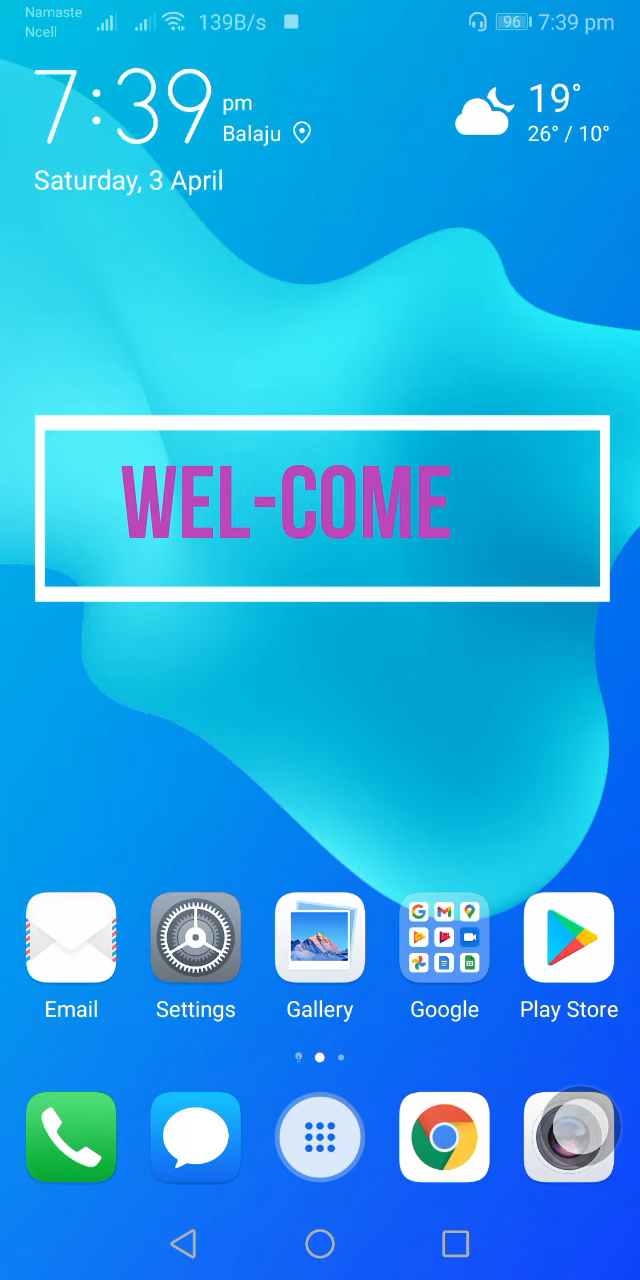 Namaste
Ncell
139B/s
96
7:39 pm
7:39 pm
Balaju
19°
26° / 10°
Saturday, 3 April
WEL-COME
Email
Settings
Gallery
Google
Play Store